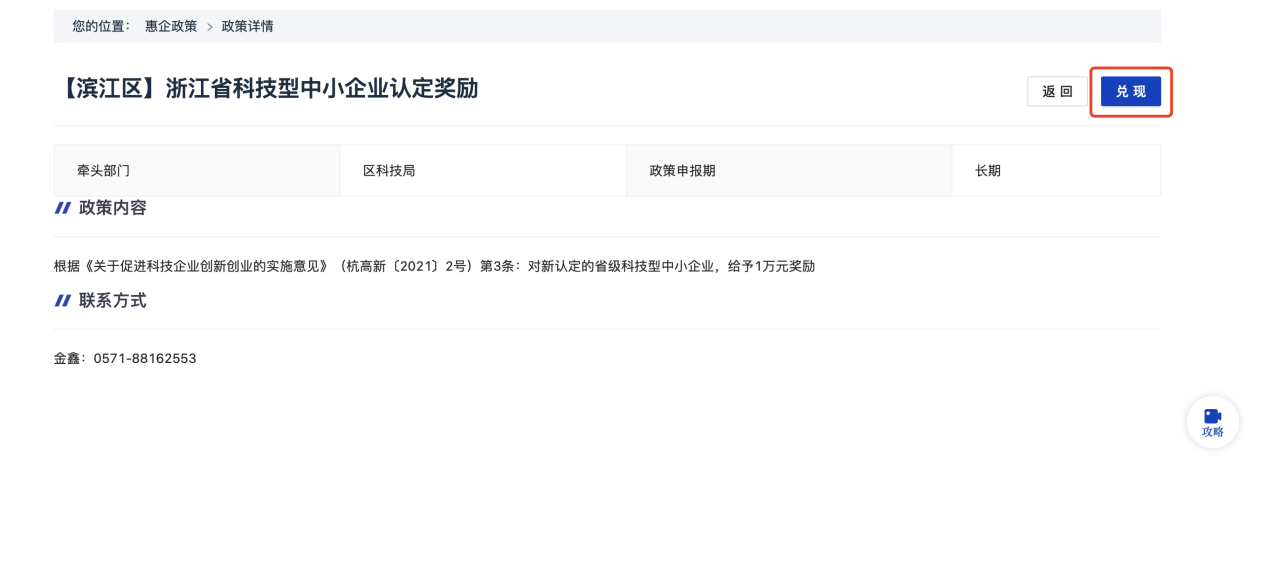 您的位置： 惠企政策 > 政策详情
【滨江区】浙江省科技型中小企业认定奖励
返 回 兑 现
牵头部门 区科技局 政策申报期 长期
政策内容
根据《关于促进科技企业创新创业的实施意见》（杭高新〔2021〕2号）第3条：对新认定的省级科技型中小企业，给予1万元奖励
联系方式
金鑫：0571-88162553
攻略